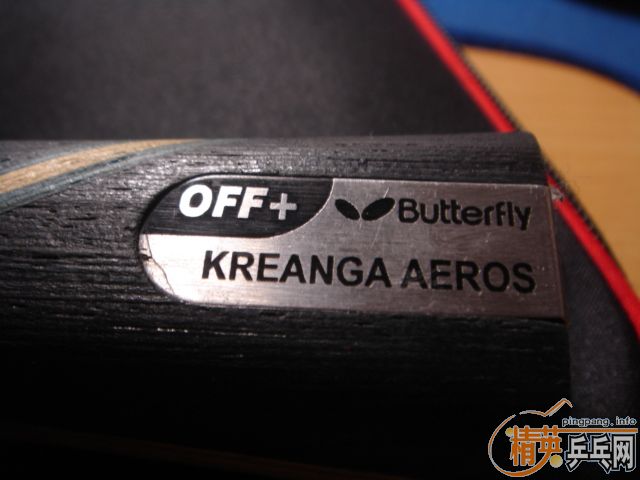 OFF+
Butterfly
KREANGA AEROS
pingpang.info
精英乒乓网